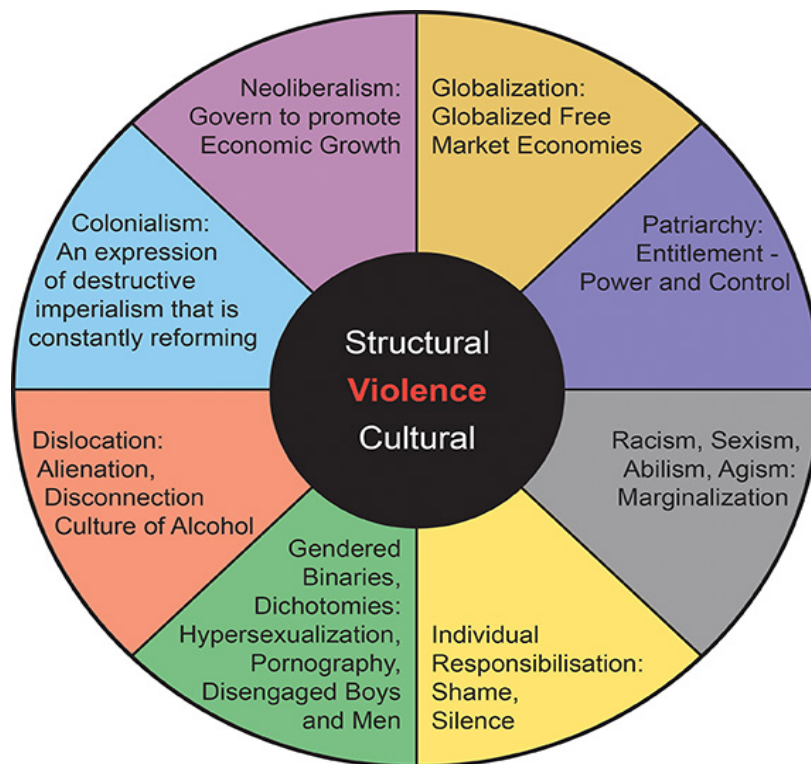 Neoliberalism:
Govern to promote
Economic Growth
Globalization:
Globalized Free
Market Economies
Patriarchy:
Entitlement -
Power and Control
Racism, Sexism,
Abilism, Agism:
Marginalization
Individual
Responsibilisation:
Shame,
Silence
Gendered
Binaries,
Dichotomies:
Hypersexualization,
Pornography,
Disengaged Boys
and Men
Dislocation:
Alienation,
Disconnection
Culture of Alcohol
Colonialism:
An expression
of destructive
imperialism that is
constantly reforming
Structural
Violence
Cultural